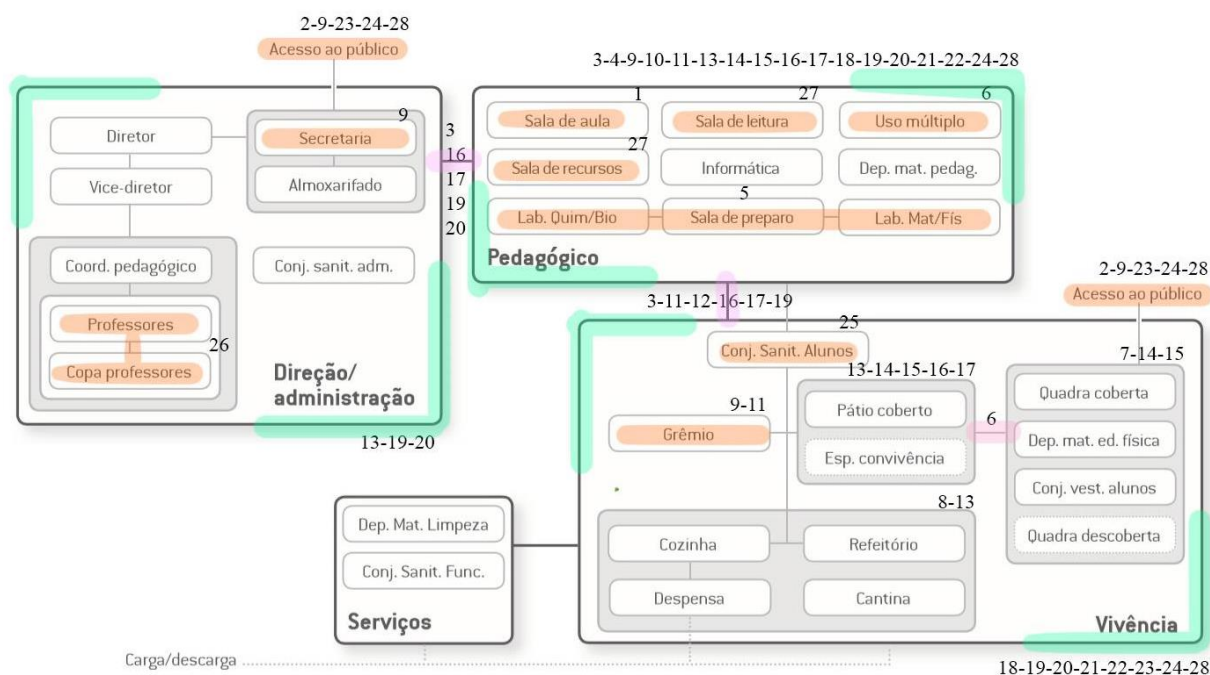 2-9-23-24-28
Acesso ao público
3-4-9-10-11-13-14-15-16-17-18-19-20-21-22-24-28
Diretor
9
Secretaria
Vice-diretor
Almoxarifado
Coord. pedagógico
Conj. sanit. adm.
Professores
26
Copa professores
Direção/
administração
13-19-20
3
16
17
19
20
1
Sala de aula
27
Sala de leitura
6
Uso múltiplo
27
Sala de recursos
Informática
Dep. mat. pedag.
5
Lab. Quim/Bio
Sala de preparo
Lab. Mat/Fís
Pedagógico
3-11-12-16-17-19
2-9-23-24-28
Acesso ao público
25
Conj. Sanit. Alunos
13-14-15-16-17
7-14-15
9-11
Grêmio
Pátio coberto
Esp. convivência
6
Quadra coberta
Dep. mat. ed. física
Conj. vest. alunos
Quadra descoberta
8-13
Cozinha
Refeitório
Despensa
Cantina
Vivência
Dep. Mat. Limpeza
Conj. Sanit. Func.
Serviços
Carga/descarga
18-19-20-21-22-23-24-28